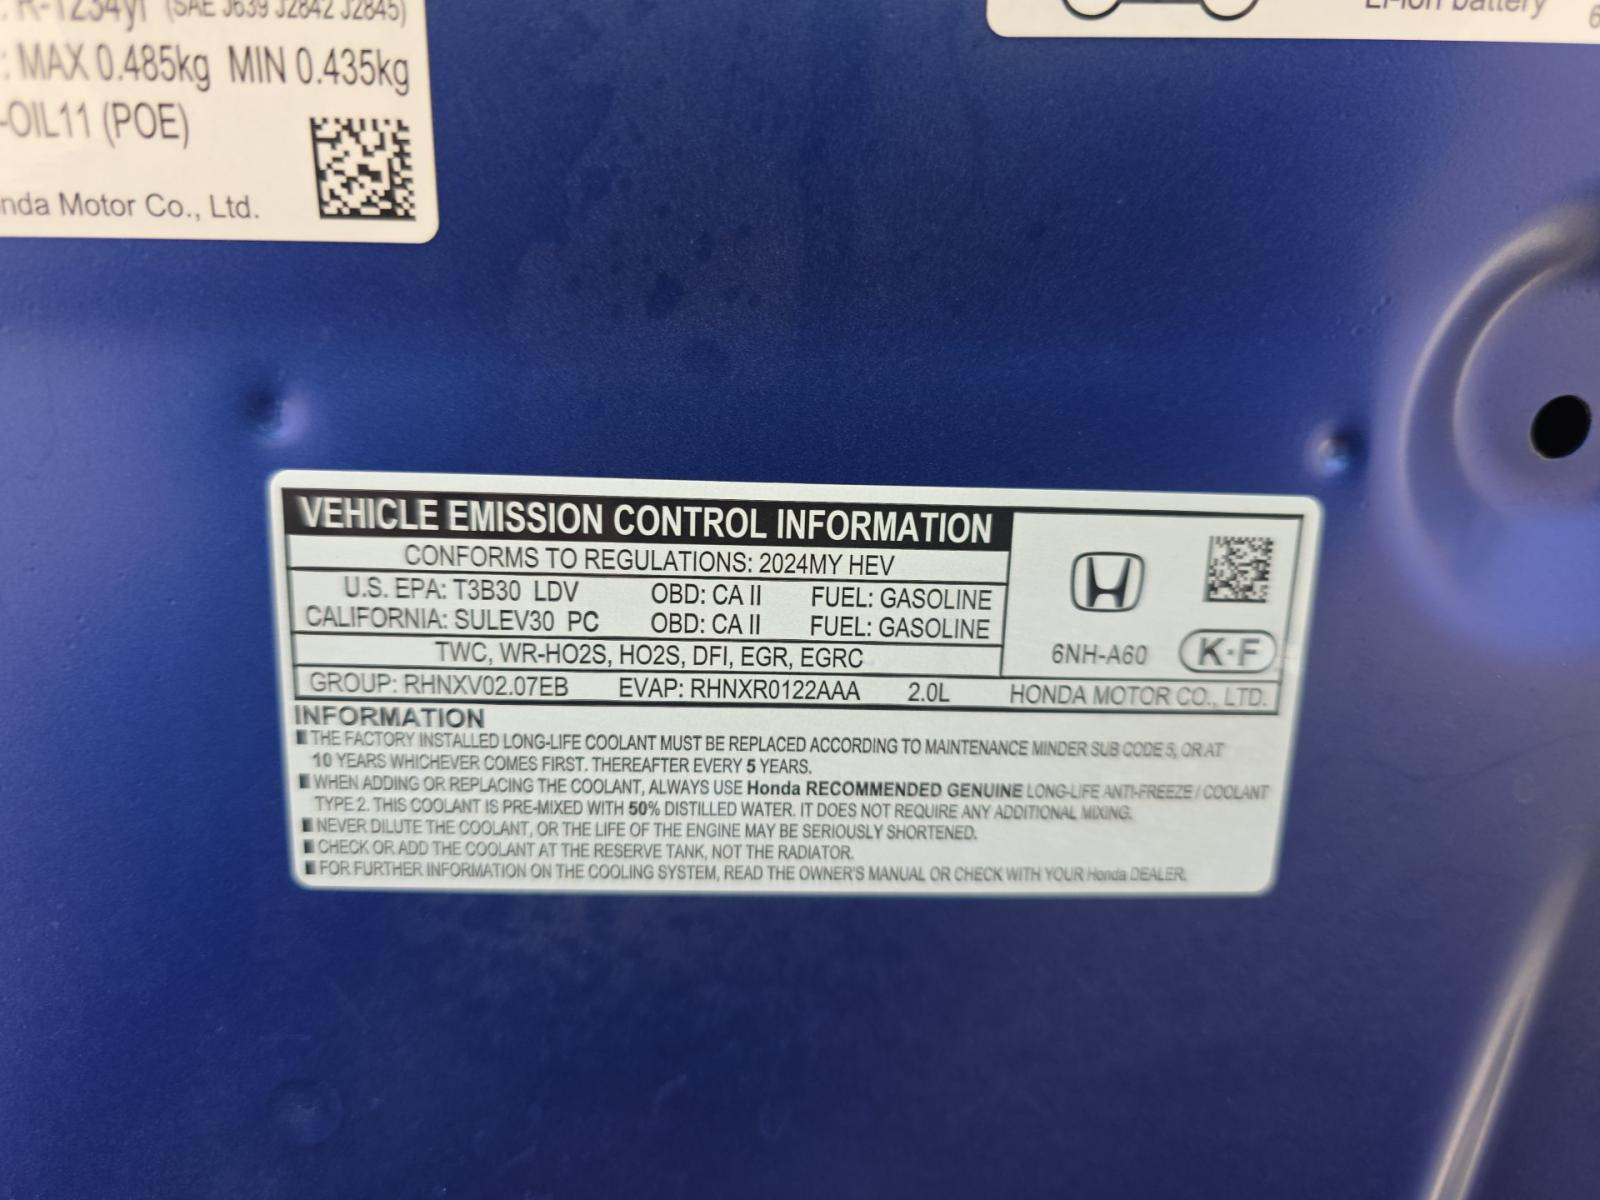 R-1234yf (SAE J639 J2842 J2845)
: MAX 0.485kg MIN 0.435kg
-OIL11 (POE)
nda Motor Co., Ltd.
Li-ion battery
VEHICLE EMISSION CONTROL INFORMATION
CONFORMS TO REGULATIONS: 2024MY HEV
U.S. EPA: T3B30 LDV OBD: CA II FUEL: GASOLINE
CALIFORNIA: SULEV30 PC OBD: CA II FUEL: GASOLINE
TWC, WR-HO2S, HO2S, DFI, EGR, EGRC
6NH-A60 K·F
GROUP: RHNXV02.07EB EVAP: RHNXR0122AAA 2.0L HONDA MOTOR CO., LTD.
INFORMATION
■ THE FACTORY INSTALLED LONG-LIFE COOLANT MUST BE REPLACED ACCORDING TO MAINTENANCE MINDER SUB CODE 5, OR AT
10 YEARS WHICHEVER COMES FIRST. THEREAFTER EVERY 5 YEARS.
■ WHEN ADDING OR REPLACING THE COOLANT, ALWAYS USE Honda RECOMMENDED GENUINE LONG-LIFE ANTI-FREEZE / COOLANT
TYPE 2. THIS COOLANT IS PRE-MIXED WITH 50% DISTILLED WATER. IT DOES NOT REQUIRE ANY ADDITIONAL MIXING.
■ NEVER DILUTE THE COOLANT, OR THE LIFE OF THE ENGINE MAY BE SERIOUSLY SHORTENED.
■ CHECK OR ADD THE COOLANT AT THE RESERVE TANK, NOT THE RADIATOR.
■ FOR FURTHER INFORMATION ON THE COOLING SYSTEM, READ THE OWNER'S MANUAL OR CHECK WITH YOUR Honda DEALER.